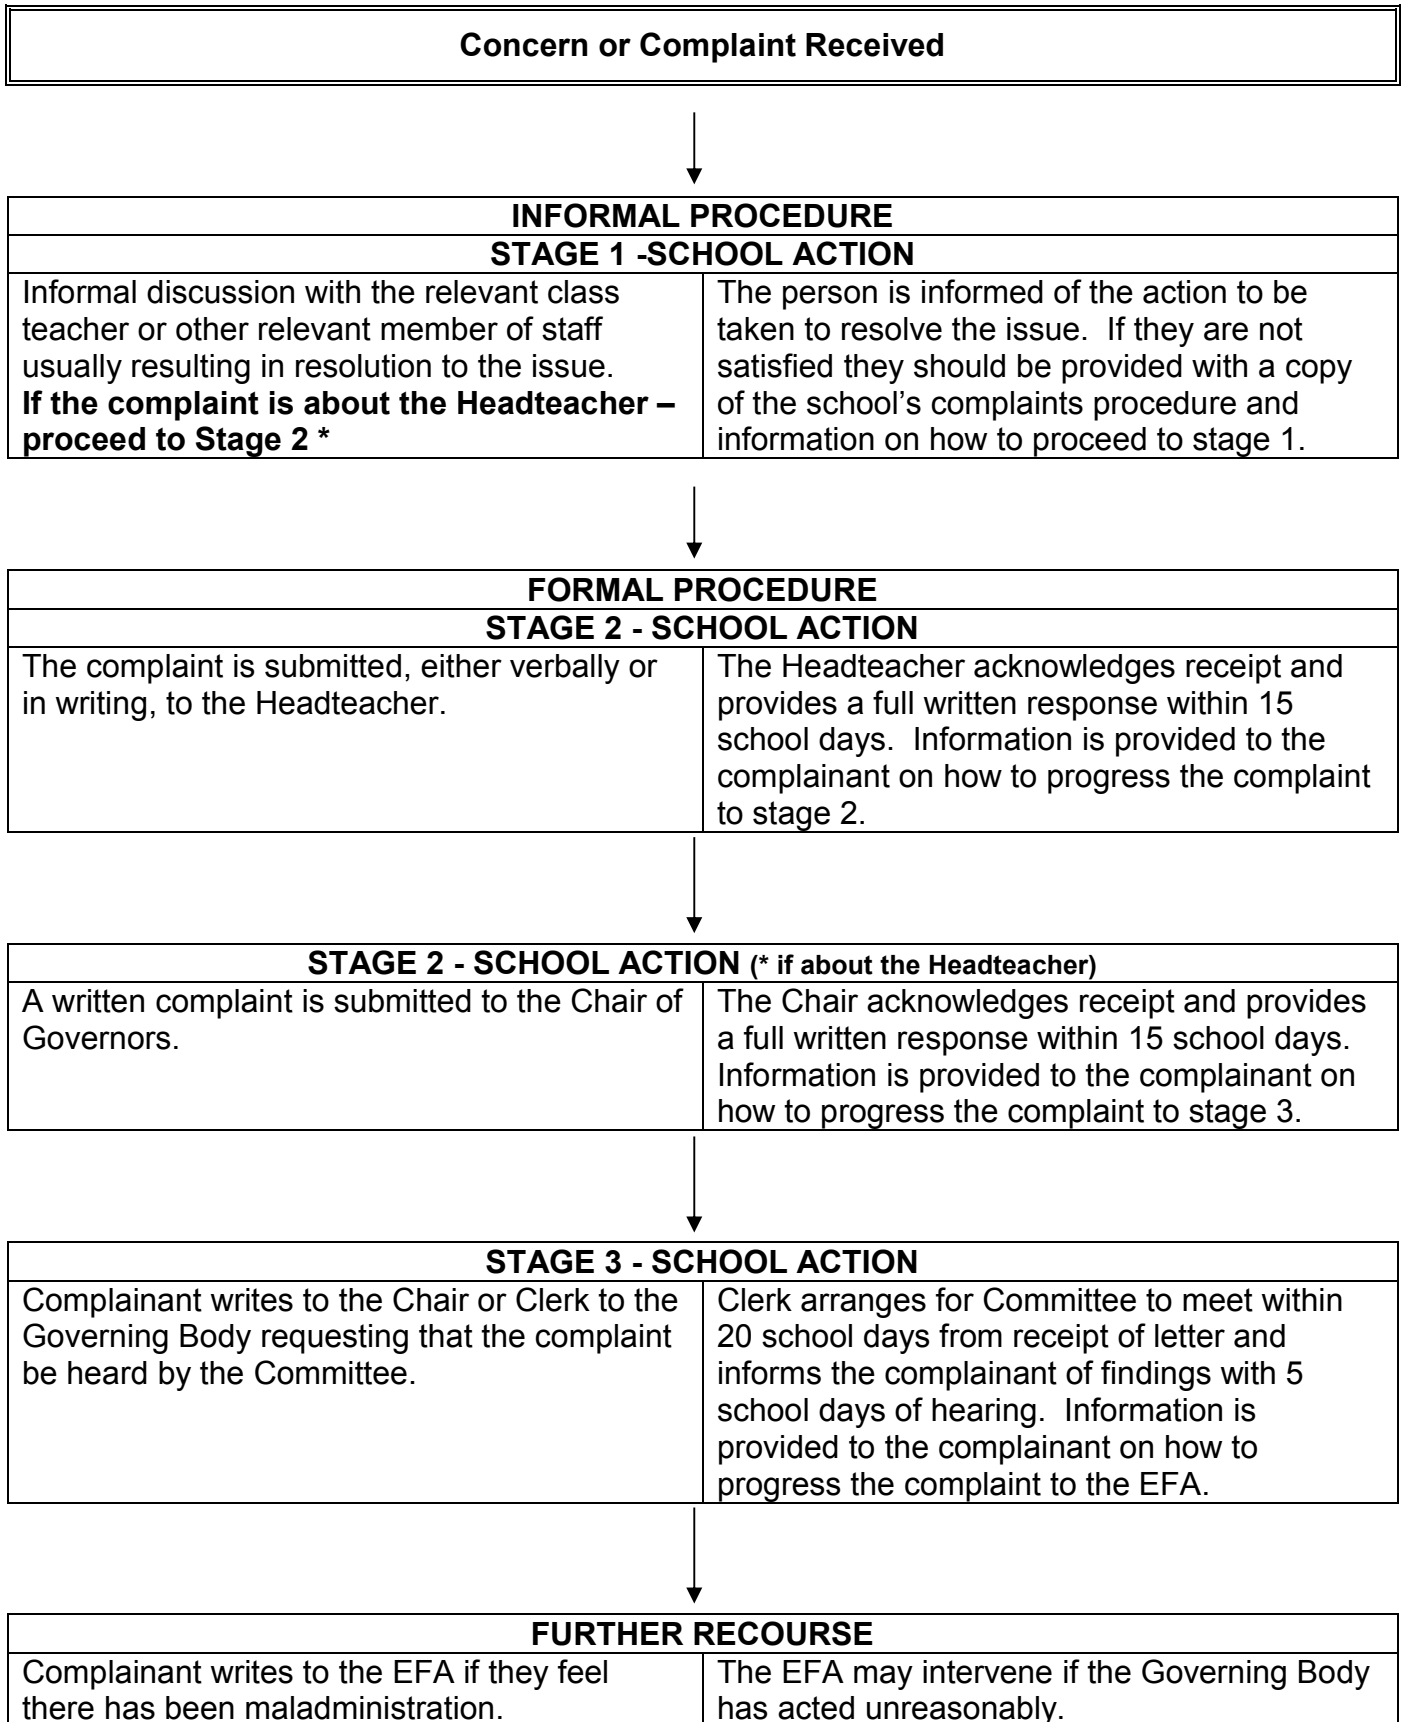 Concern or Complaint Received
INFORMAL PROCEDURE
STAGE 1 -SCHOOL ACTION
Informal discussion with the relevant class
teacher or other relevant member of staff
usually resulting in resolution to the issue.
If the complaint is about the Headteacher –
proceed to Stage 2 *
The person is informed of the action to be
taken to resolve the issue. If they are not
satisfied they should be provided with a copy
of the school’s complaints procedure and
information on how to proceed to stage 1.
FORMAL PROCEDURE
STAGE 2 - SCHOOL ACTION
The complaint is submitted, either verbally or
in writing, to the Headteacher.
The Headteacher acknowledges receipt and
provides a full written response within 15
school days. Information is provided to the
complainant on how to progress the complaint
to stage 2.
STAGE 2 - SCHOOL ACTION (* if about the Headteacher)
A written complaint is submitted to the Chair of
Governors.
The Chair acknowledges receipt and provides
a full written response within 15 school days.
Information is provided to the complainant on
how to progress the complaint to stage 3.
STAGE 3 - SCHOOL ACTION
Complainant writes to the Chair or Clerk to the
Governing Body requesting that the complaint
be heard by the Committee.
Clerk arranges for Committee to meet within
20 school days from receipt of letter and
informs the complainant of findings with 5
school days of hearing. Information is
provided to the complainant on how to
progress the complaint to the EFA.
FURTHER RECOURSE
Complainant writes to the EFA if they feel
there has been maladministration.
The EFA may intervene if the Governing Body
has acted unreasonably.